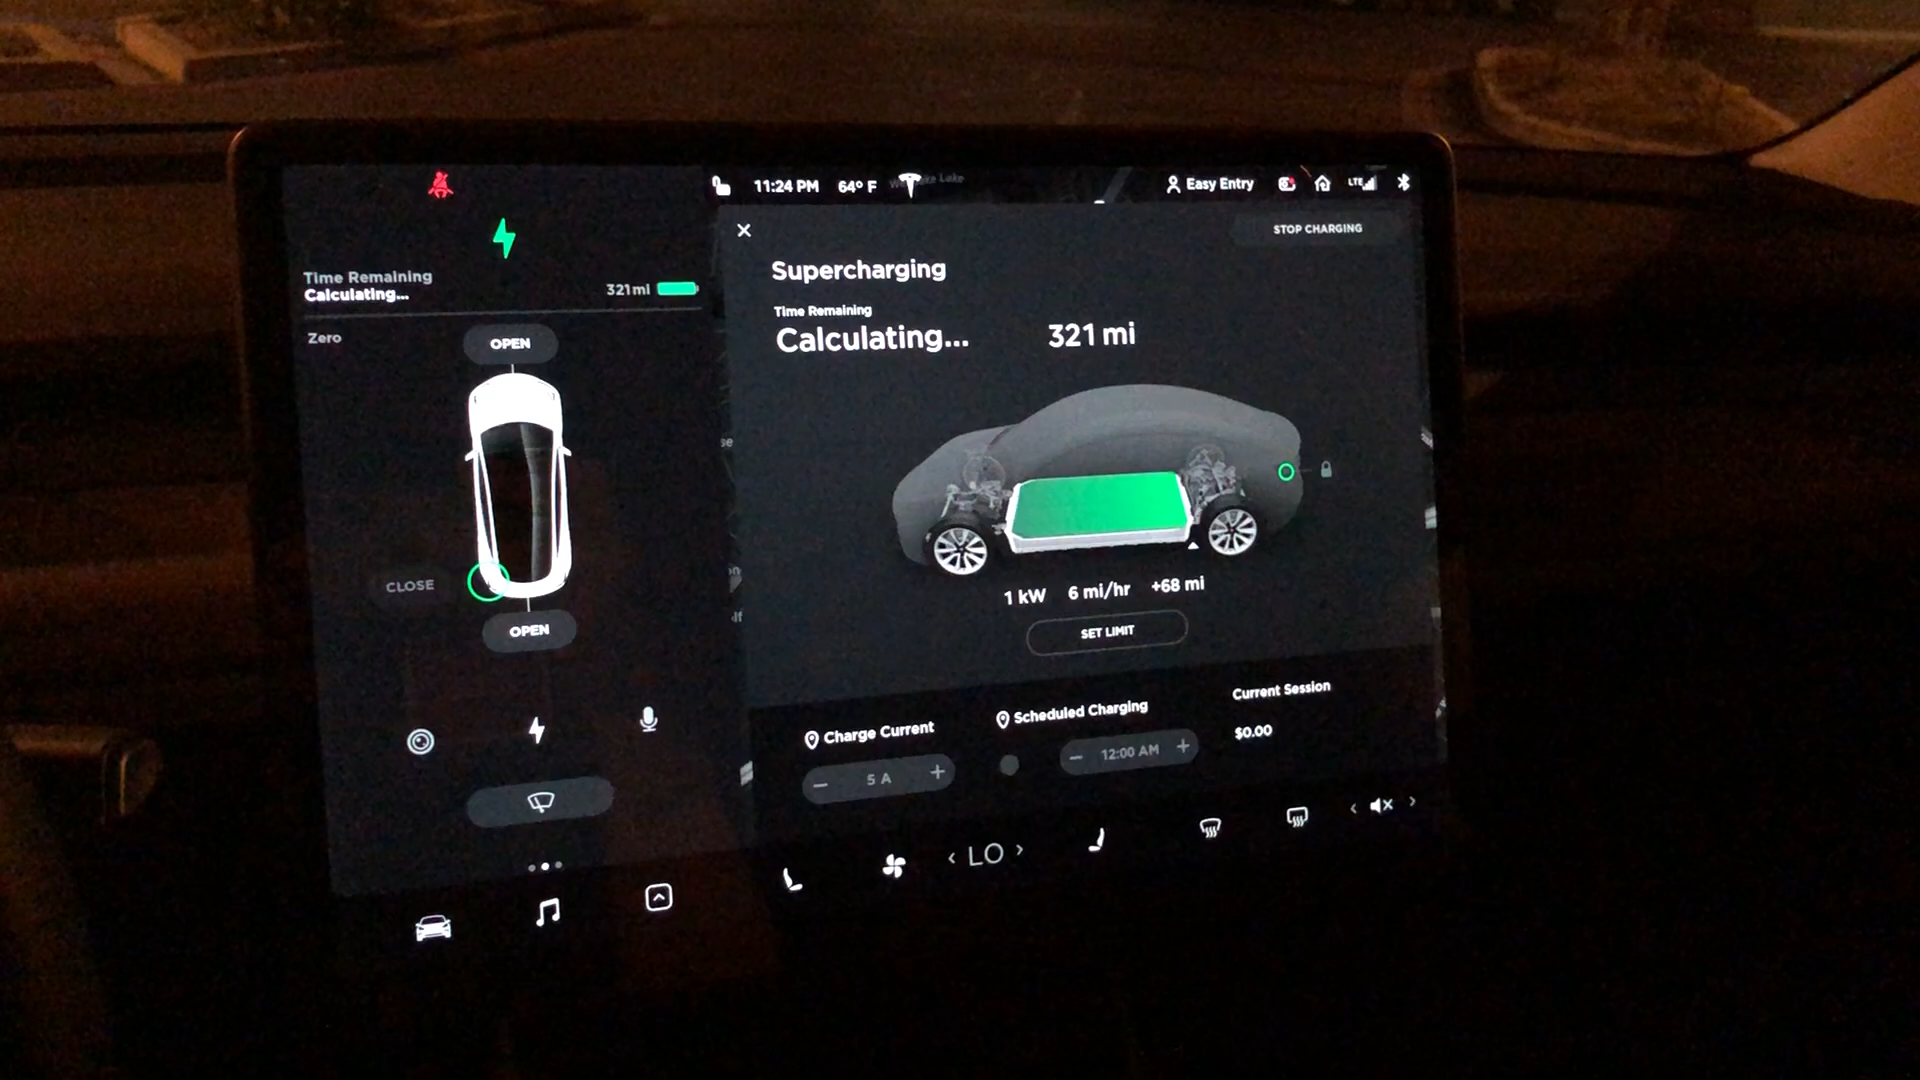 11:24 PM 64° F
Easy Entry
LTE
STOP CHARGING
Time Remaining
Calculating...
321 mi
Zero
OPEN
CLOSE
OPEN
Supercharging
Time Remaining
Calculating... 321 mi
1 kW 6 mi/hr +68 mi
SET LIMIT
Charge Current
5 A
Scheduled Charging
12:00 AM
Current Session
$0.00
LO